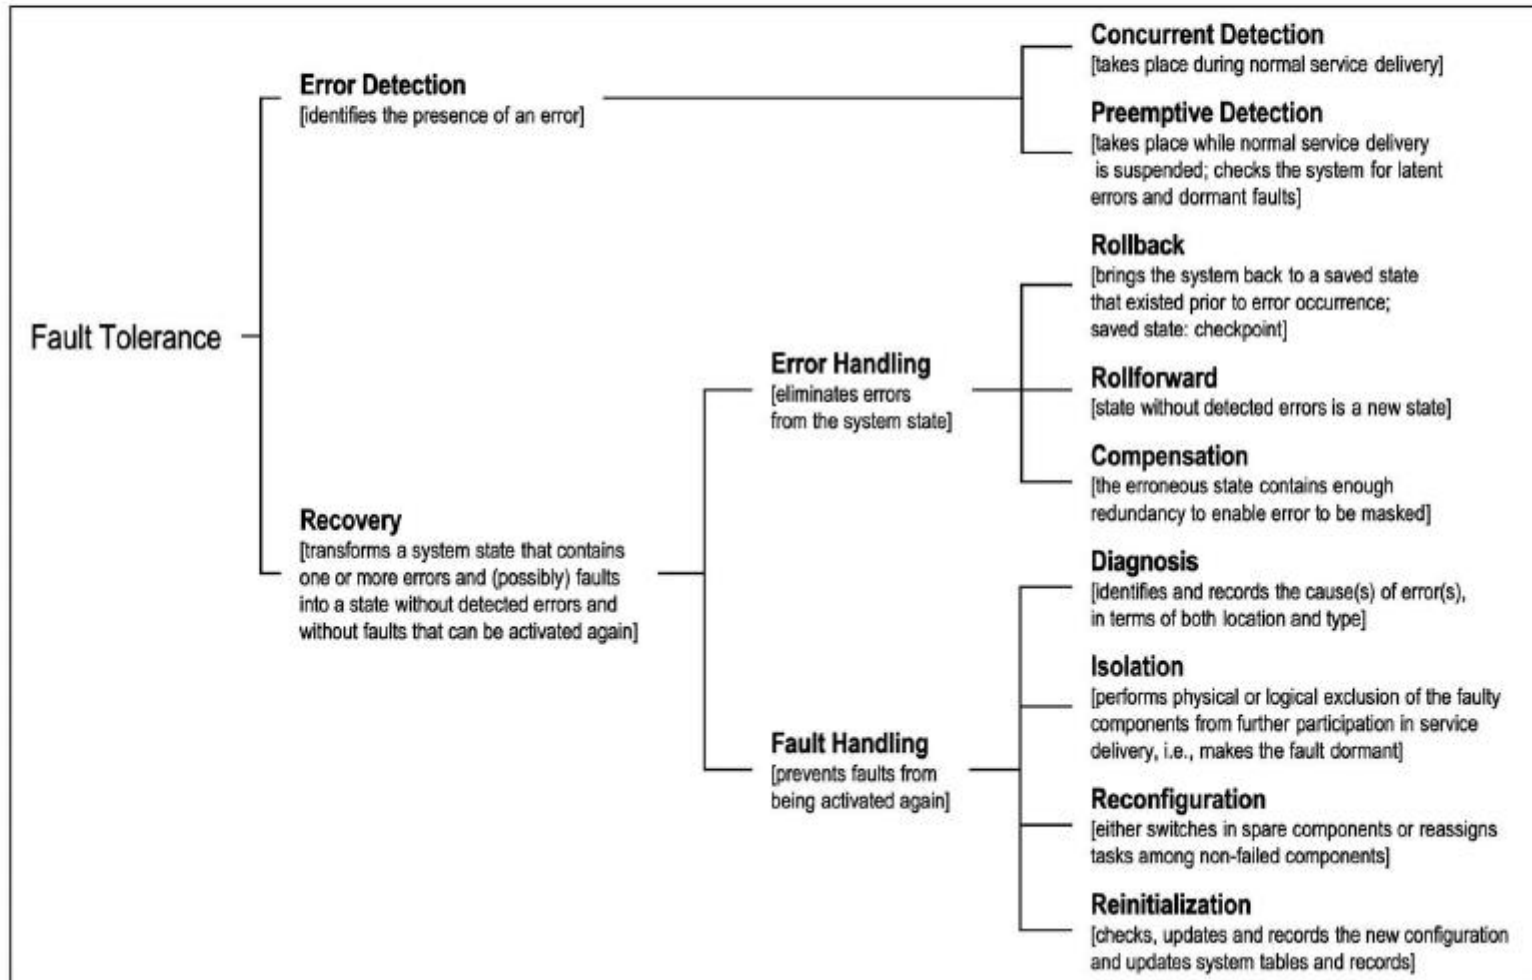 Fault Tolerance
Error Detection
[identifies the presence of an error]
Concurrent Detection
[takes place during normal service delivery]
Preemptive Detection
[takes place while normal service delivery
is suspended; checks the system for latent
errors and dormant faults]
Recovery
[transforms a system state that contains
one or more errors and (possibly) faults
into a state without detected errors and
without faults that can be activated again]
Error Handling
[eliminates errors
from the system state]
Rollback
[brings the system back to a saved state
that existed prior to error occurrence;
saved state: checkpoint]
Rollforward
[state without detected errors is a new state]
Compensation
[the erroneous state contains enough
redundancy to enable error to be masked]
Fault Handling
[prevents faults from
being activated again]
Diagnosis
[identifies and records the cause(s) of error(s),
in terms of both location and type]
Isolation
[performs physical or logical exclusion of the faulty
components from further participation in service
delivery, i.e., makes the fault dormant]
Reconfiguration
[either switches in spare components or reassigns
tasks among non-failed components]
Reinitialization
[checks, updates and records the new configuration
and updates system tables and records]